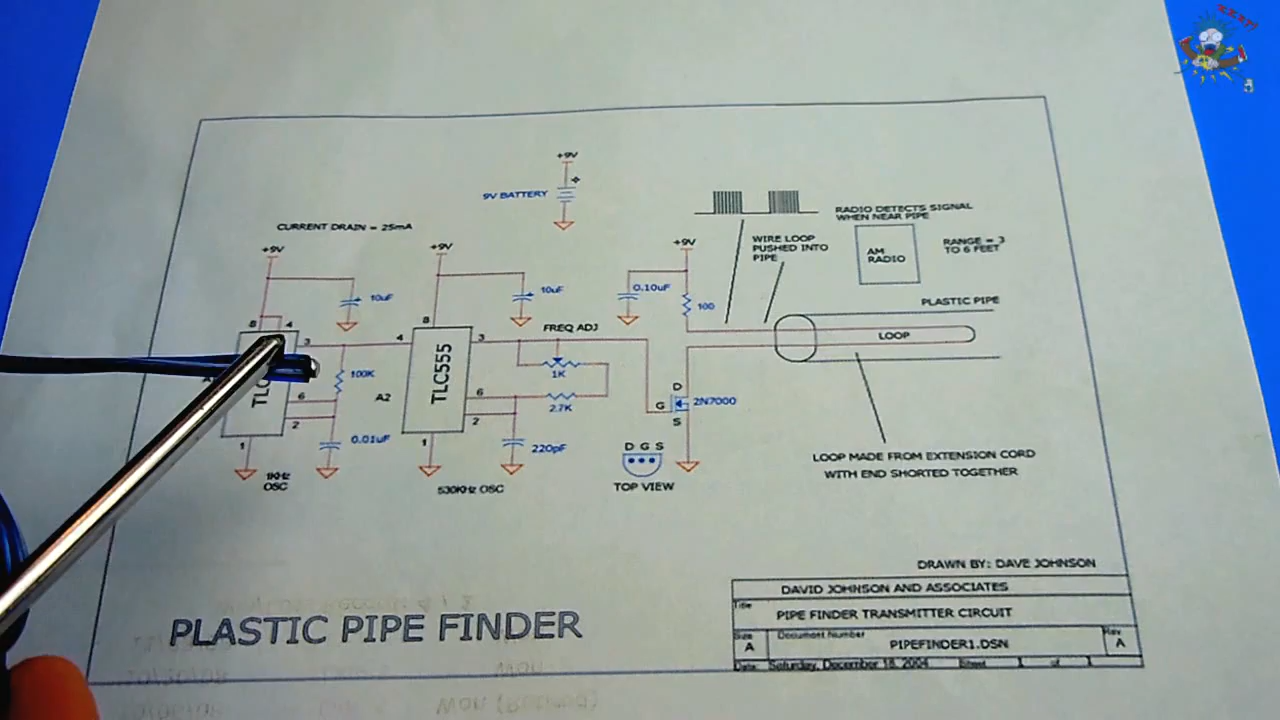 +9V
9V BATTERY
CURRENT DRAIN = 25mA
+9V
+9V
+9V
10uF
10uF
0.10uF
100
WIRE LOOP
PUSHED INTO
PIPE
RADIO DETECTS SIGNAL
WHEN NEAR PIPE
AM
RADIO
RANGE = 3
TO 6 FEET
PLASTIC PIPE
LOOP
8
4
3
6
2
1
100K
0.01uF
1KHz
OSC
8
4
3
6
2
1
A2
TLC555
530KHz OSC
FREQ ADJ
1K
2.7K
220pF
D
G
S
2N7000
D G S
TOP VIEW
LOOP MADE FROM EXTENSION CORD
WITH END SHORTED TOGETHER
DRAWN BY: DAVE JOHNSON
DAVID JOHNSON AND ASSOCIATES
Title
PIPE FINDER TRANSMITTER CIRCUIT
Size
A
Document Number
PIPEFINDER1.DSN
Rev
A
Date: Saturday, December 18, 2004 Sheet 1 of 1
PLASTIC PIPE FINDER